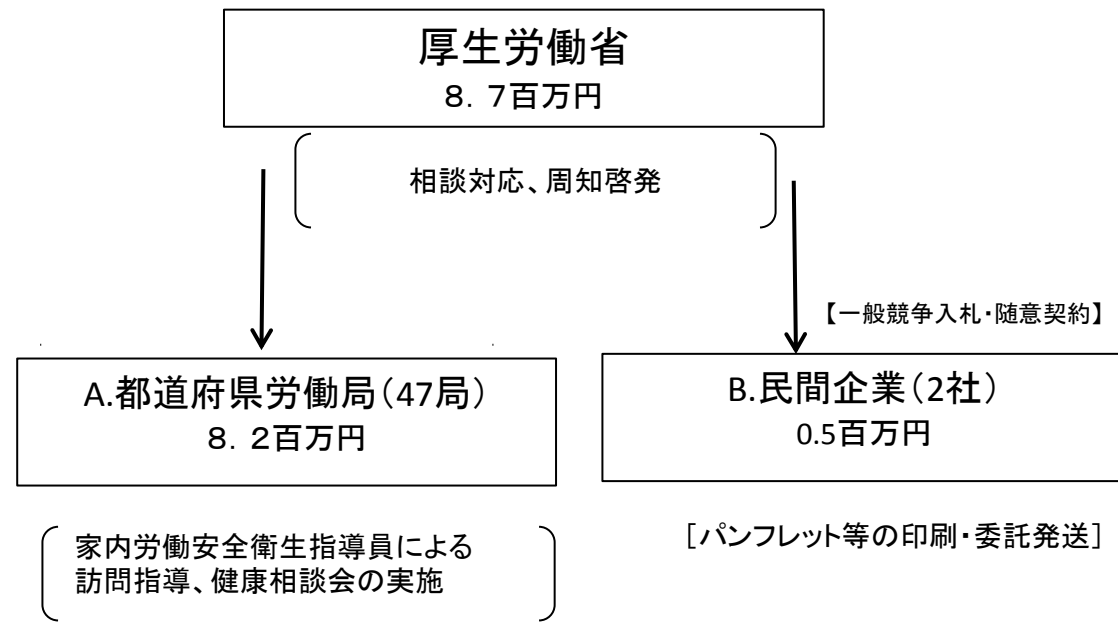 厚生労働省
８．７百万円
相談対応、周知啓発
【一般競争入札・随意契約】
A.都道府県労働局（47局）
８．２百万円
B.民間企業（2社）
0.5百万円
家内労働安全衛生指導員による
訪問指導、健康相談会の実施
［パンフレット等の印刷・委託発送］